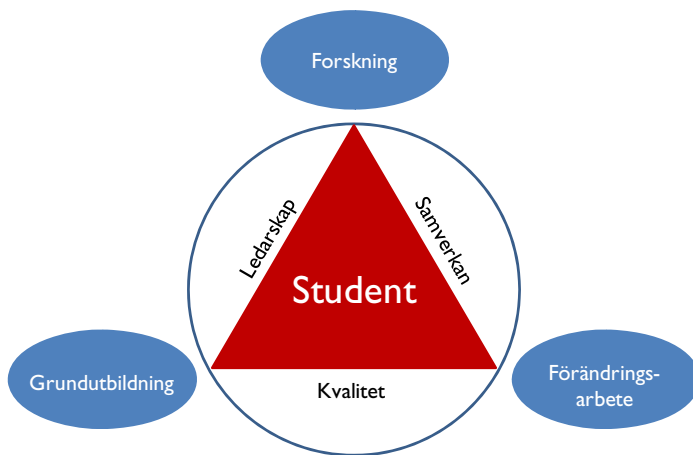 Forskning
Ledarskap
Samverkan
Student
Grundutbildning
Kvalitet
Förändrings-
arbete